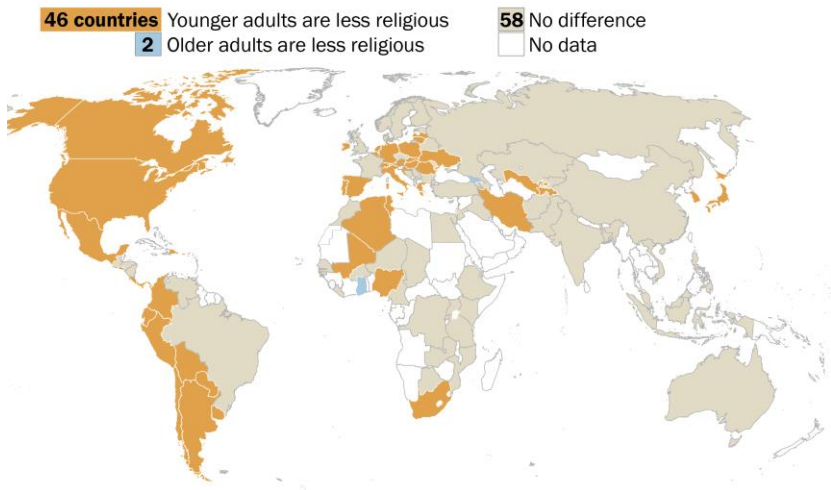 46 countries Younger adults are less religious
2 Older adults are less religious
58 No difference
No data